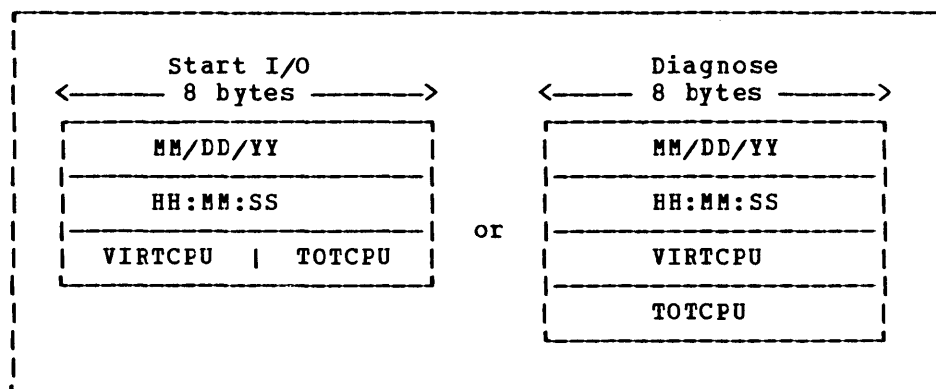 Start I/O
8 bytes
MM/DD/YY
HH:MM:SS
VIRTCPU | TOTCPU
or
Diagnose
8 bytes
MM/DD/YY
HH:MM:SS
VIRTCPU
TOTCPU